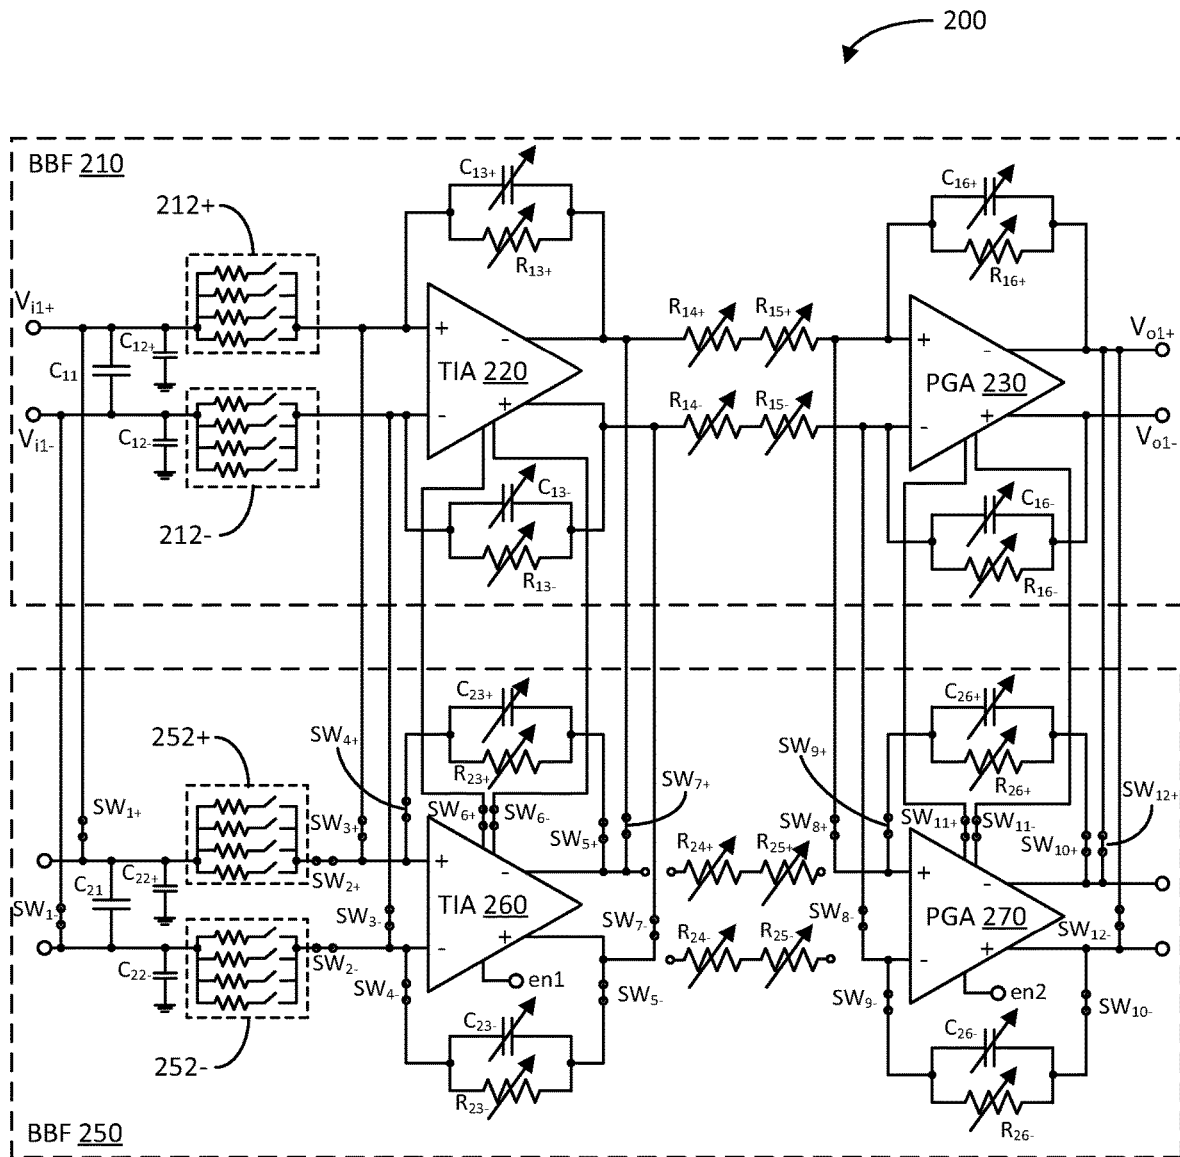 200
BBF 210
212+
C13+
R13+
C16+
R16+
Vi1+
C12+
C11
R14+
R15+
Vo1+
TIA 220
PGA 230
+
-
-
+
+
-
-
+
Vi1-
C12-
R14-
R15-
Vo1-
212-
C13-
R13-
C16-
R16-
252+
SW4+
C23+
R23+
SW9+
C26+
R26+
SW1+
SW3+
SW6+
SW6-
SW5+
SW7+
SW8+
SW11+
SW11-
SW10+
SW12+
C21
C22+
SW2+
R24+
R25+
TIA 260
PGA 270
+
-
-
+
+
-
-
+
SW1-
SW3-
SW7-
SW8-
SW12-
C22-
SW2-
R24-
R25-
SW4-
en1
SW5-
SW9-
en2
SW10-
252-
C23-
R23-
C26-
R26-
BBF 250